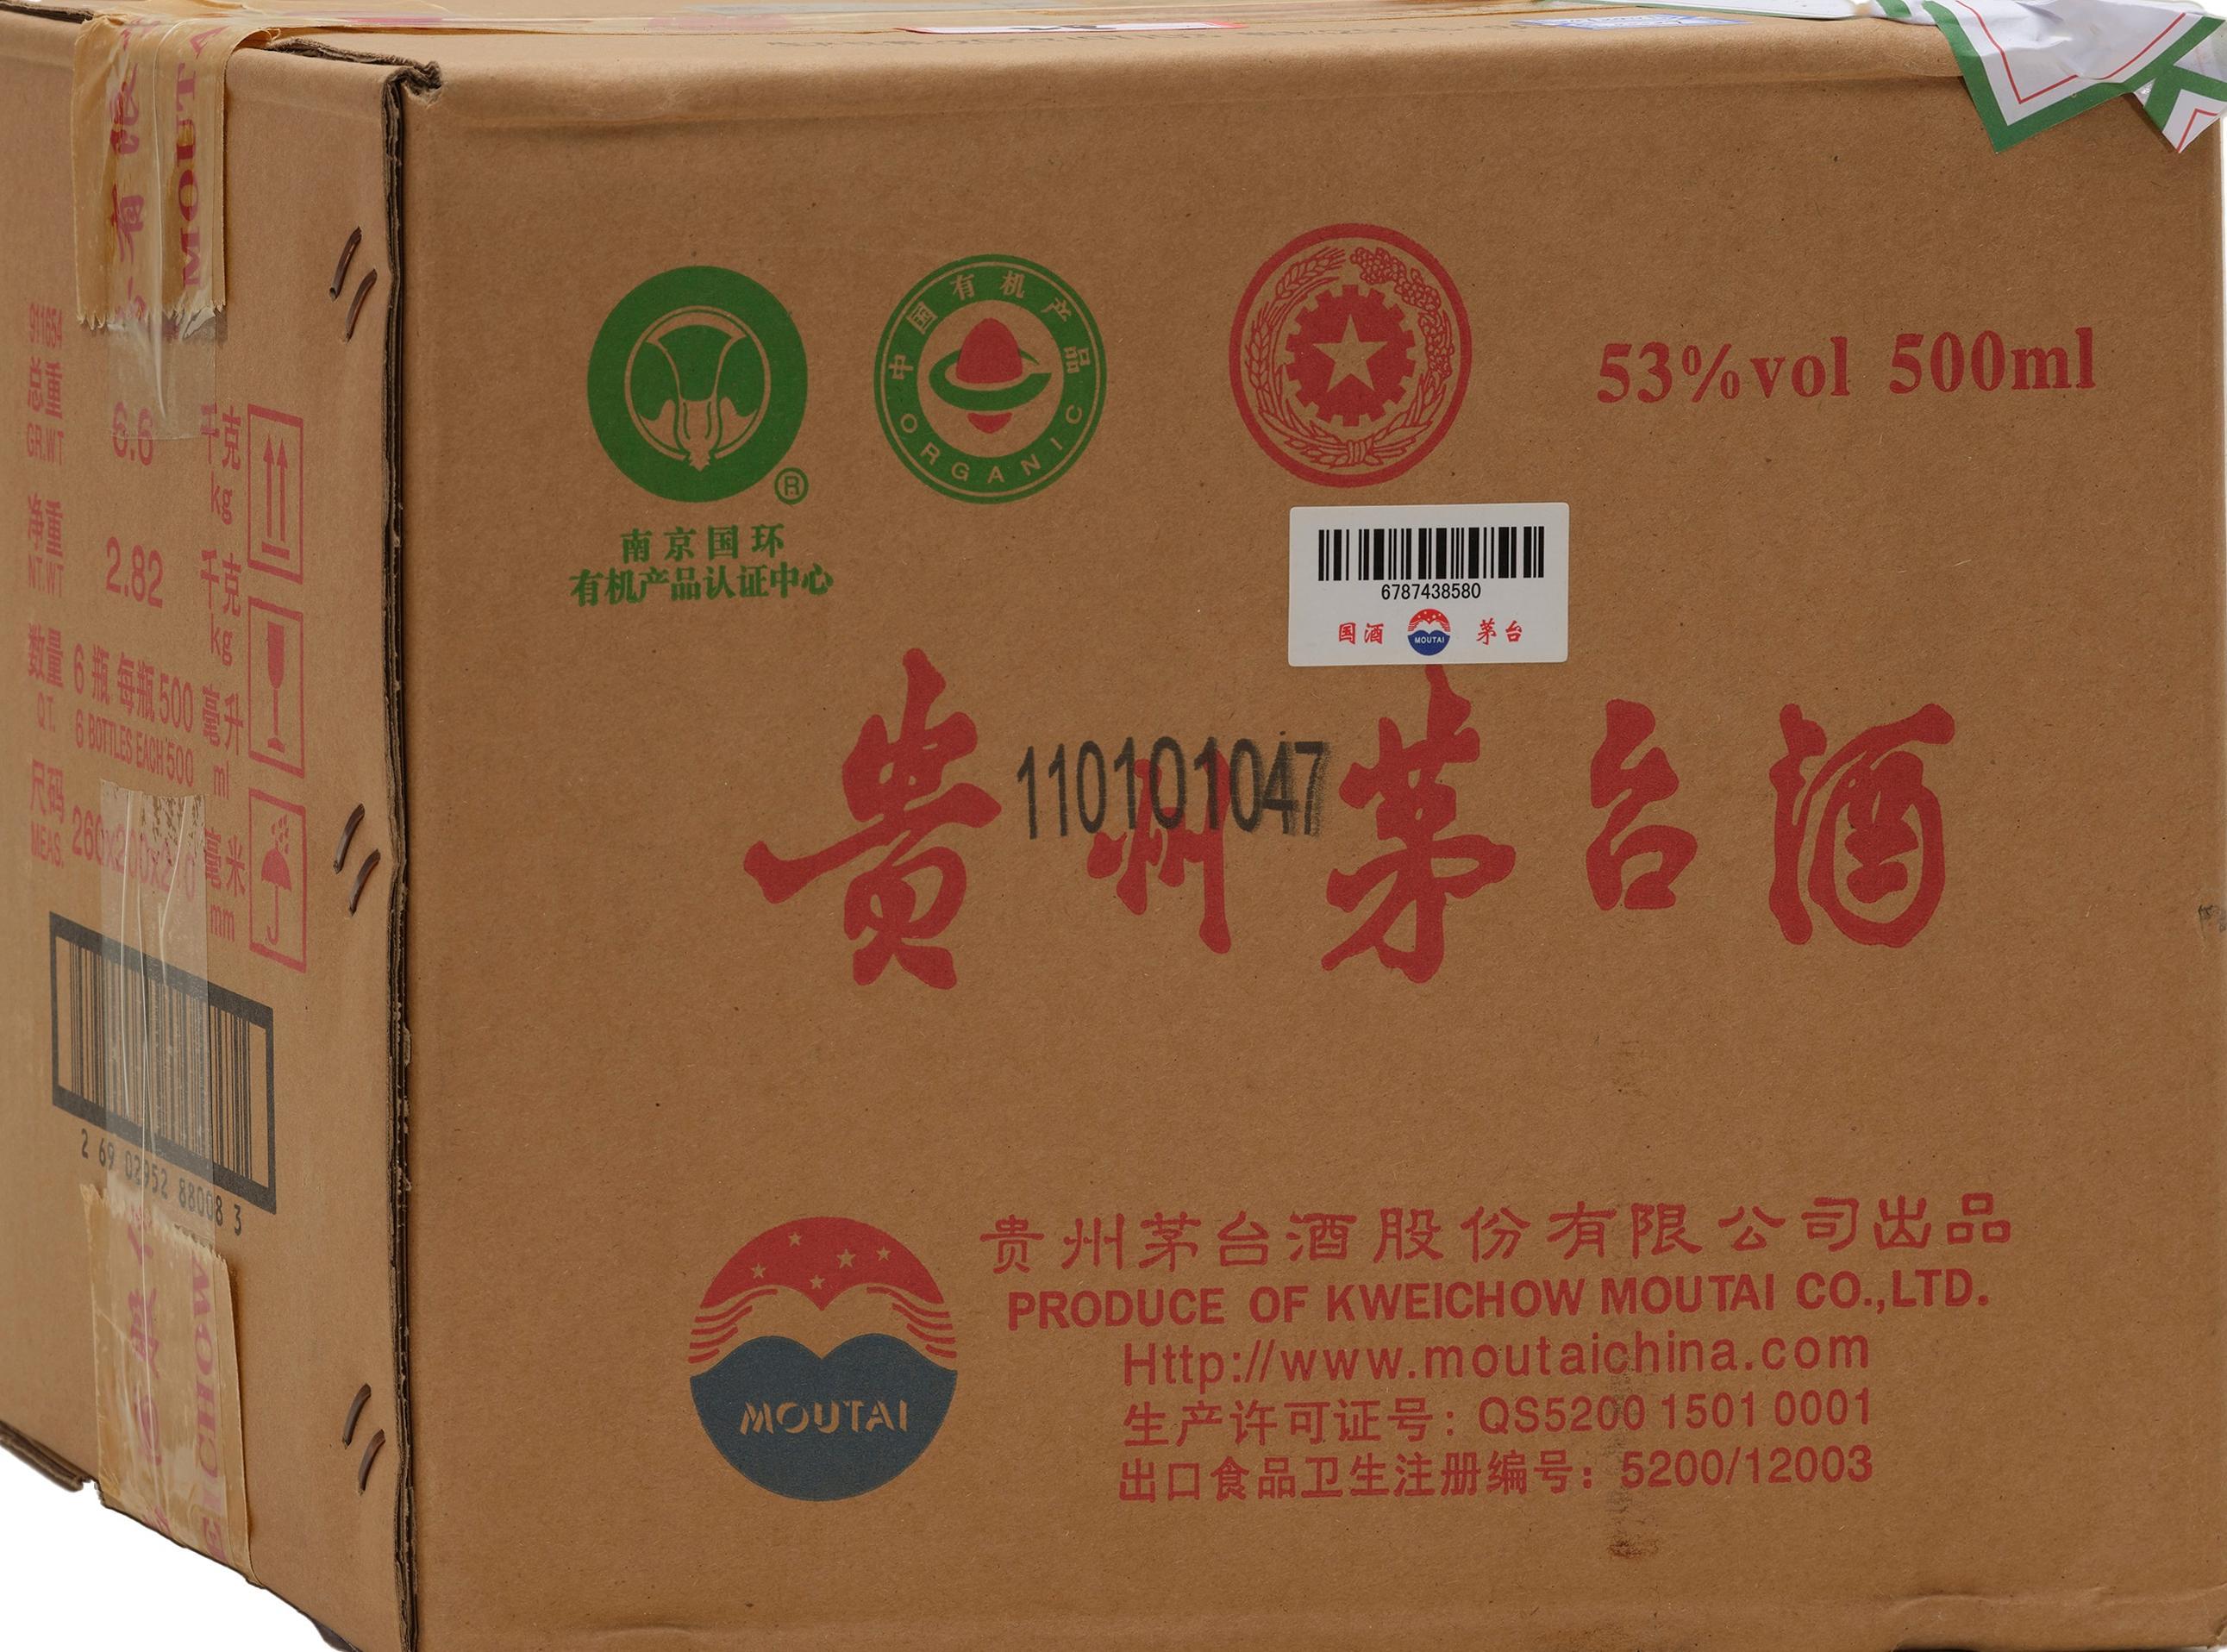 MOUTA
911654
总重 6.6 千克
GR.WT kg
净重 2.82 千克
NT.WT kg
数量 6 瓶 每瓶 500 毫升
QT. 6 BOTTLES EACH 500 ml
尺码 毫米
MEAS. mm
2 69 02952 88008 3
中国有机产品
ORGANIC
®
南京国环
有机产品认证中心
53%vol 500ml
6787438580
国酒 MOUTAI 茅台
110101047
贵州茅台酒
MOUTAI
贵州茅台酒股份有限公司出品
PRODUCE OF KWEICHOW MOUTAI CO.,LTD.
Http://www.moutaichina.com
生产许可证号：QS5200 1501 0001
出口食品卫生注册编号：5200/12003